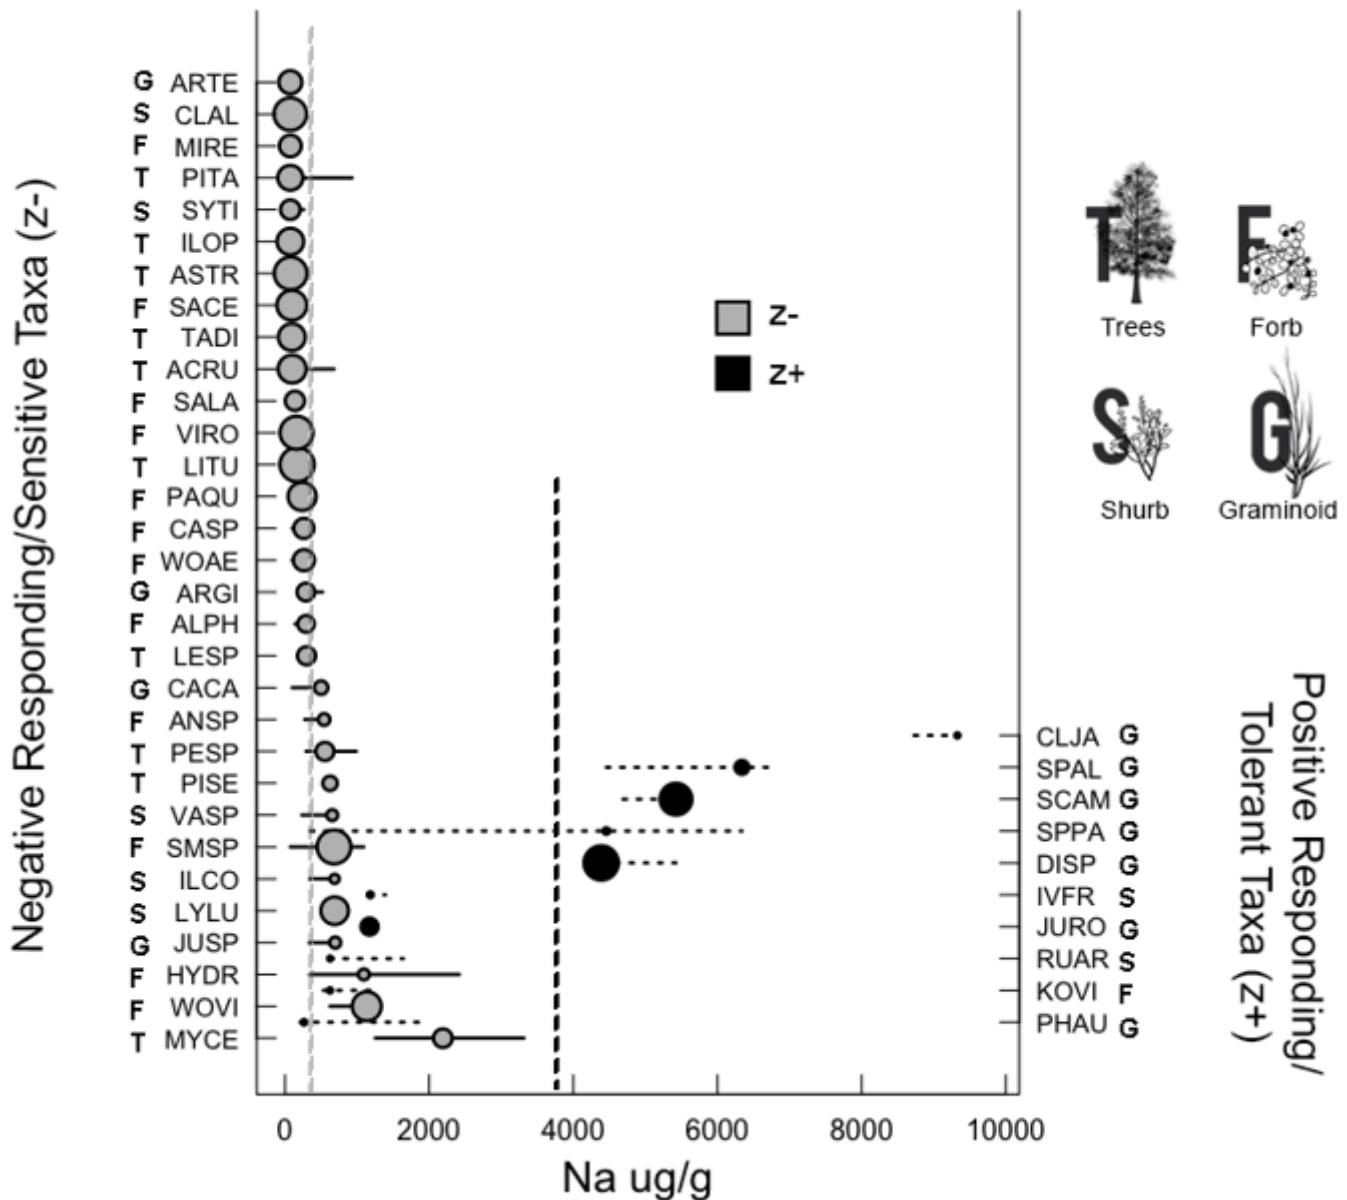 Negative Responding/Sensitive Taxa (z-)
G ARTE
S CLAL
F MIRE
T PITA
S SYTI
T ILOP
T ASTR
F SACE
T TADI
T ACRU
F SALA
F VIRO
T LITU
F PAQU
F CASP
F WOAE
G ARGI
F ALPH
T LESP
G CACA
F ANSP
T PESP
T PISE
S VASP
F SMSP
S ILCO
S LYLU
G JUSP
F HYDR
F WOVI
T MYCE
z-
z+
T F
Trees Forb
S G
Shurb Graminoid
CLJA G
SPAL G
SCAM G
SPPA G
DISP G
IVFR S
JURO G
RUAR S
KOVI F
PHAU G
Positive Responding/
Tolerant Taxa (z+)
0 2000 4000 6000 8000 10000
Na ug/g